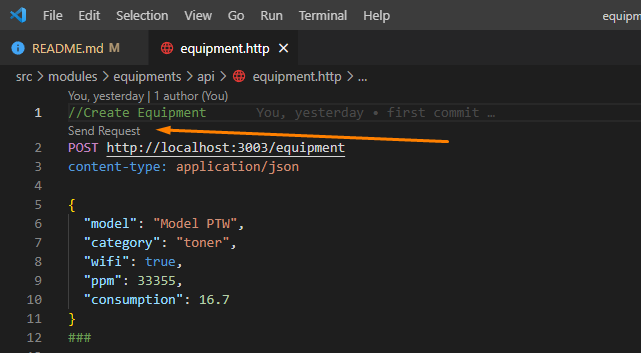 File Edit Selection View Go Run Terminal Help equipm
README.md M equipment.http
src > modules > equipments > api > equipment.http > ...
You, yesterday | 1 author (You)
1 //Create Equipment You, yesterday • first commit …
Send Request
2 POST http://localhost:3003/equipment
3 content-type: application/json
4
5 {
6 "model": "Model PTW",
7 "category": "toner",
8 "wifi": true,
9 "ppm": 33355,
10 "consumption": 16.7
11 }
12 ###